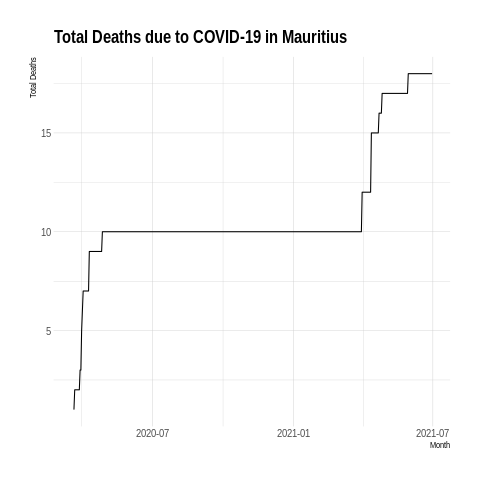 Total Deaths due to COVID-19 in Mauritius
Total Deaths
15
10
5
2020-07
2021-01
2021-07
Month